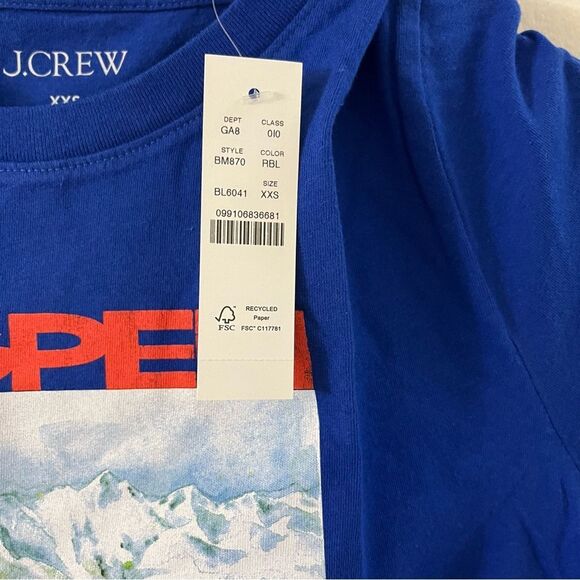 J.CREW
XXS
DEPT CLASS
GA8 010
STYLE COLOR
BM870 RBL
SIZE
BL6041 XXS
099106836681
RECYCLED
Paper
FSC
FSC® C117781
SPEN